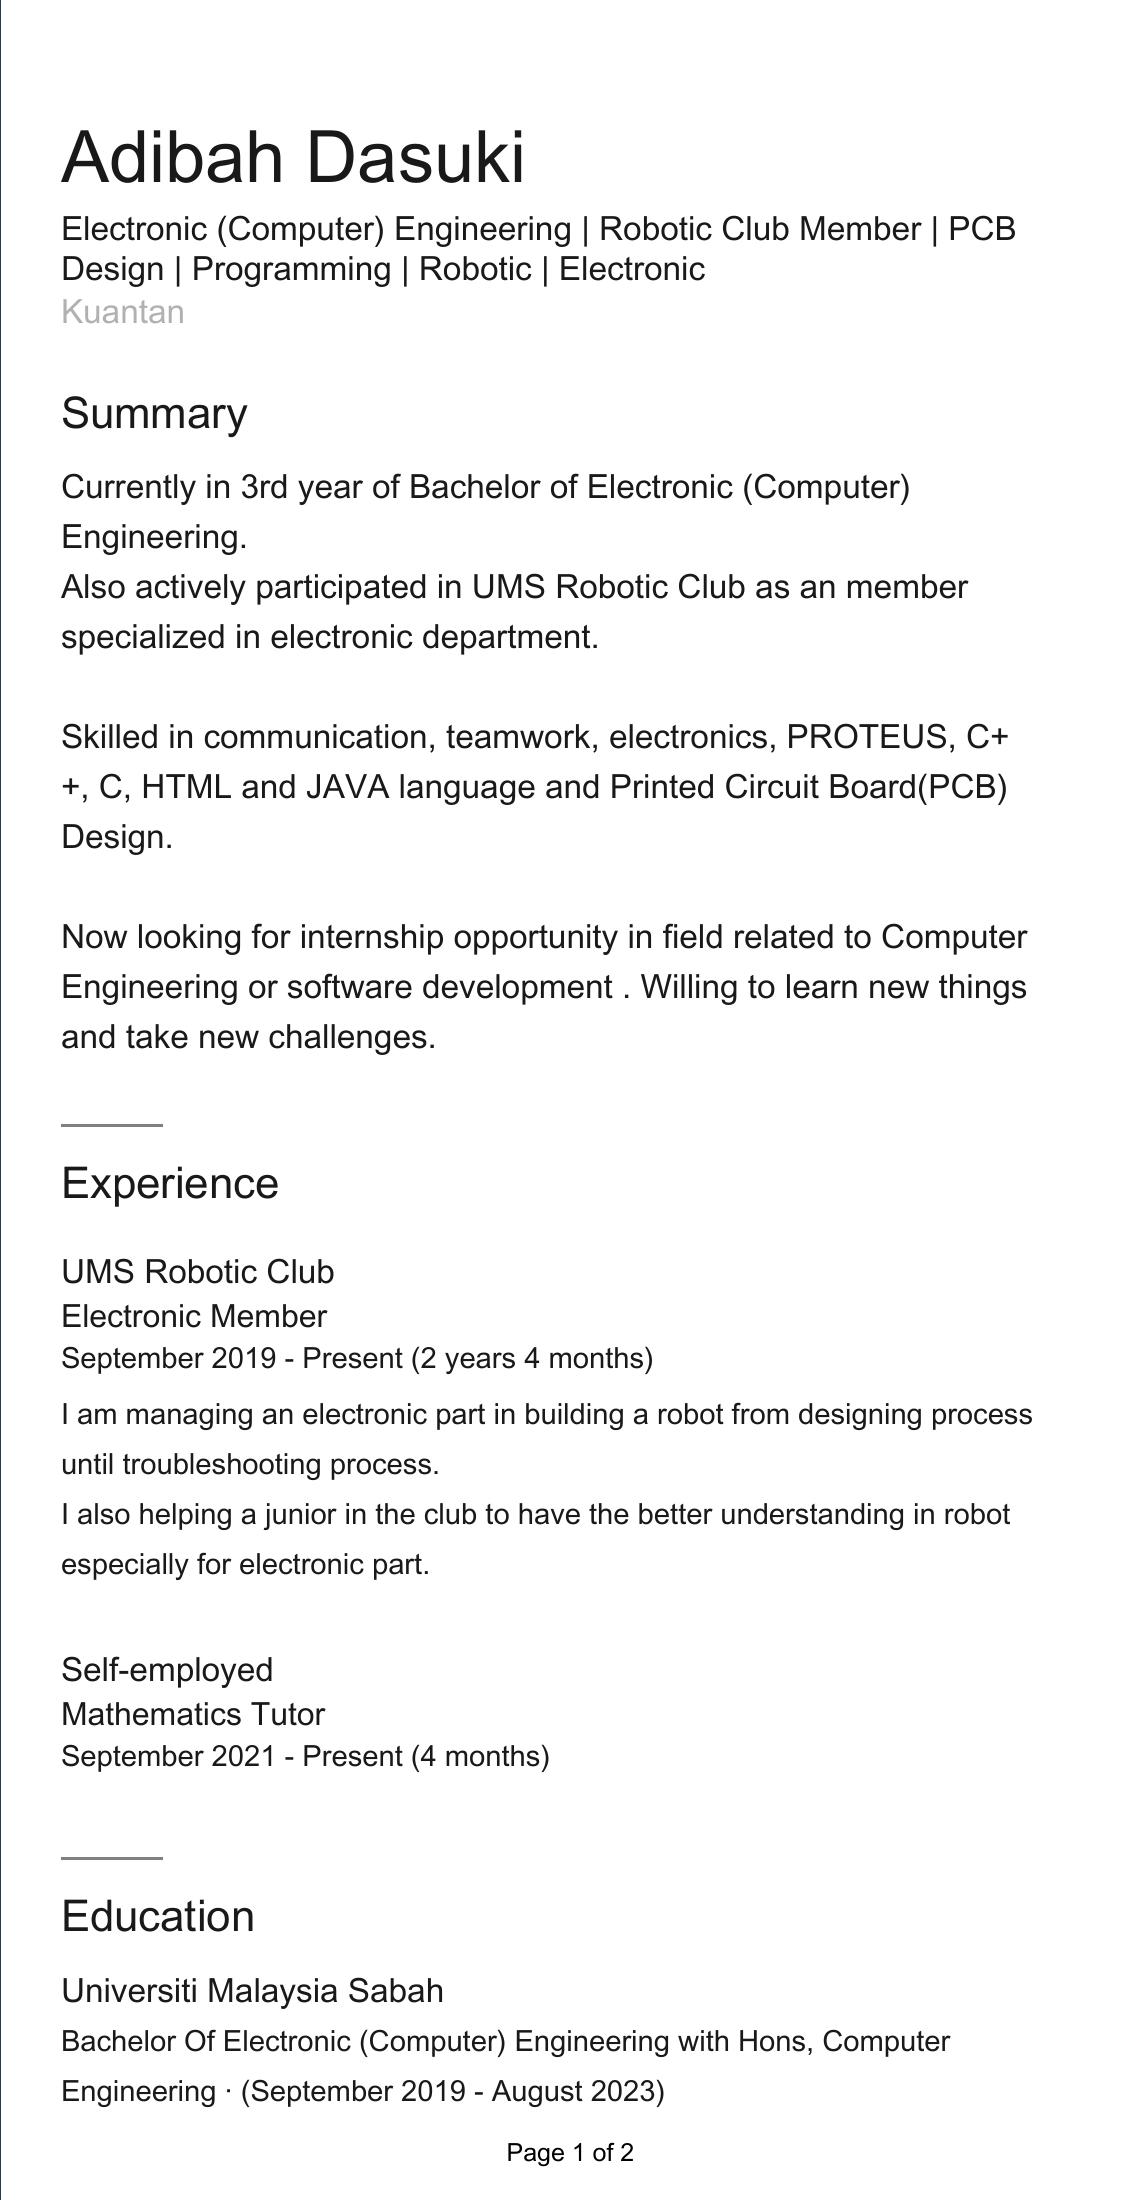 Adibah Dasuki
Electronic (Computer) Engineering | Robotic Club Member | PCB
Design | Programming | Robotic | Electronic
Kuantan
Summary
Currently in 3rd year of Bachelor of Electronic (Computer)
Engineering.
Also actively participated in UMS Robotic Club as an member
specialized in electronic department.
Skilled in communication, teamwork, electronics, PROTEUS, C+
+, C, HTML and JAVA language and Printed Circuit Board(PCB)
Design.
Now looking for internship opportunity in field related to Computer
Engineering or software development . Willing to learn new things
and take new challenges.
Experience
UMS Robotic Club
Electronic Member
September 2019 - Present (2 years 4 months)
I am managing an electronic part in building a robot from designing process
until troubleshooting process.
I also helping a junior in the club to have the better understanding in robot
especially for electronic part.
Self-employed
Mathematics Tutor
September 2021 - Present (4 months)
Education
Universiti Malaysia Sabah
Bachelor Of Electronic (Computer) Engineering with Hons, Computer
Engineering · (September 2019 - August 2023)
Page 1 of 2